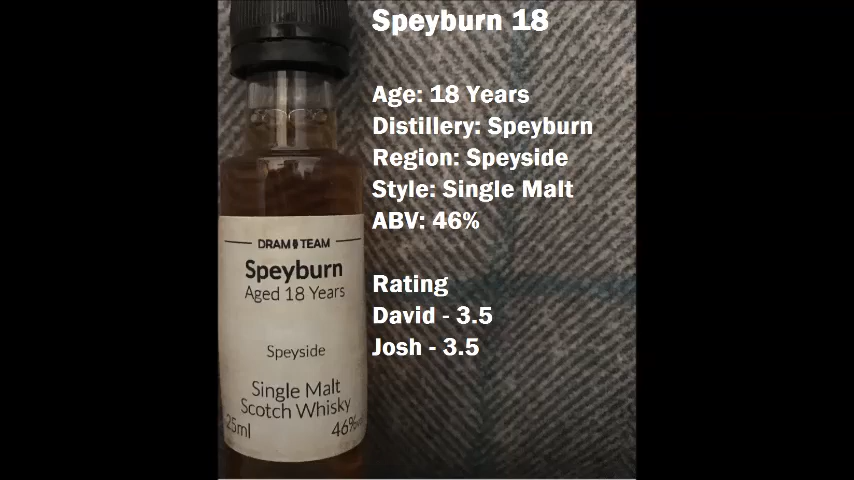 Speyburn 18
Age: 18 Years
Distillery: Speyburn
Region: Speyside
Style: Single Malt
ABV: 46%
Rating
David - 3.5
Josh - 3.5
DRAM TEAM
Speyburn
Aged 18 Years
Speyside
Single Malt
Scotch Whisky
25ml 46%